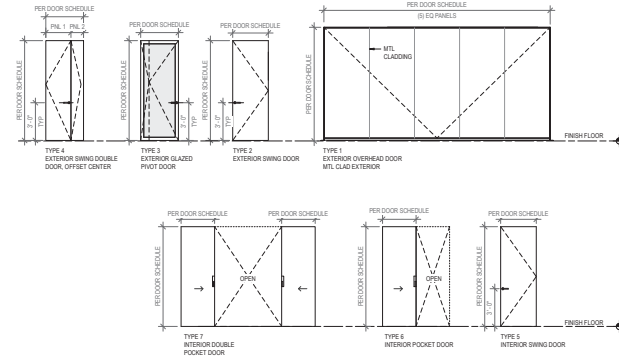 PER DOOR SCHEDULE
PNL 1 PNL 2
PER DOOR SCHEDULE
3'-0"
TYP
TYPE 4
EXTERIOR SWING DOUBLE
DOOR, OFFSET CENTER
PER DOOR SCHEDULE
PER DOOR SCHEDULE
3'-0"
TYP
TYPE 3
EXTERIOR GLAZED
PIVOT DOOR
PER DOOR SCHEDULE
PER DOOR SCHEDULE
3'-0"
TYP
TYPE 2
EXTERIOR SWING DOOR
PER DOOR SCHEDULE
(5) EQ PANELS
PER DOOR SCHEDULE
MTL
CLADDING
TYPE 1
EXTERIOR OVERHEAD DOOR
MTL CLAD EXTERIOR
FINISH FLOOR
PER DOOR SCHEDULE
PER DOOR SCHEDULE
PER DOOR SCHEDULE
OPEN
TYPE 7
INTERIOR DOUBLE
POCKET DOOR
PER DOOR SCHEDULE
PER DOOR SCHEDULE
OPEN
TYPE 6
INTERIOR POCKET DOOR
PER DOOR SCHEDULE
PER DOOR SCHEDULE
TYPE 5
INTERIOR SWING DOOR
FINISH FLOOR